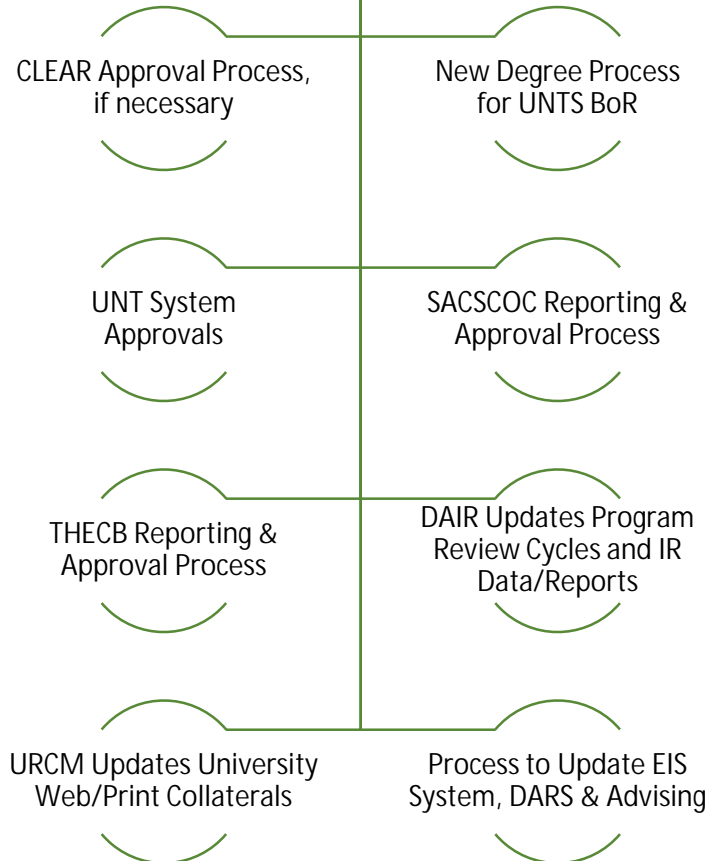 CLEAR Approval Process,
if necessary
New Degree Process
for UNTS BoR
UNT System
Approvals
SACSCOC Reporting &
Approval Process
THECB Reporting &
Approval Process
DAIR Updates Program
Review Cycles and IR
Data/Reports
URCM Updates University
Web/Print Collaterals
Process to Update EIS
System, DARS & Advising